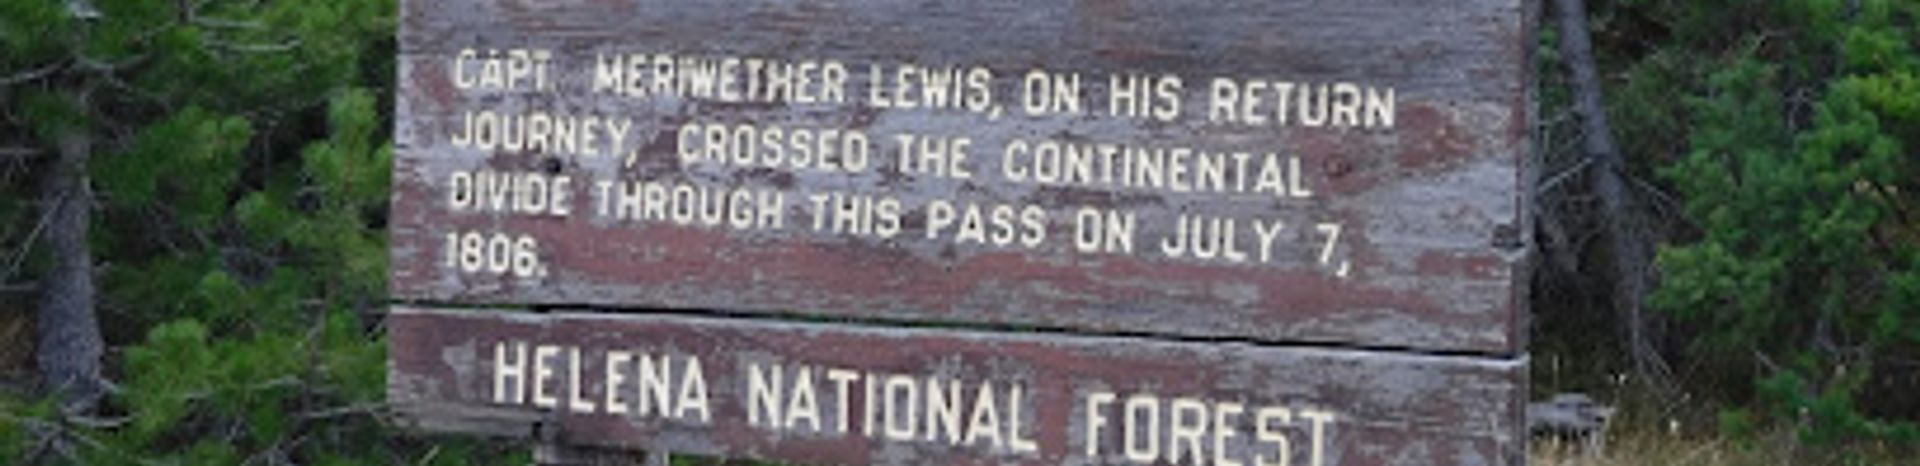 CAPT. MERIWETHER LEWIS, ON HIS RETURN
JOURNEY, CROSSED THE CONTINENTAL
DIVIDE THROUGH THIS PASS ON JULY 7,
1806.
HELENA NATIONAL FOREST